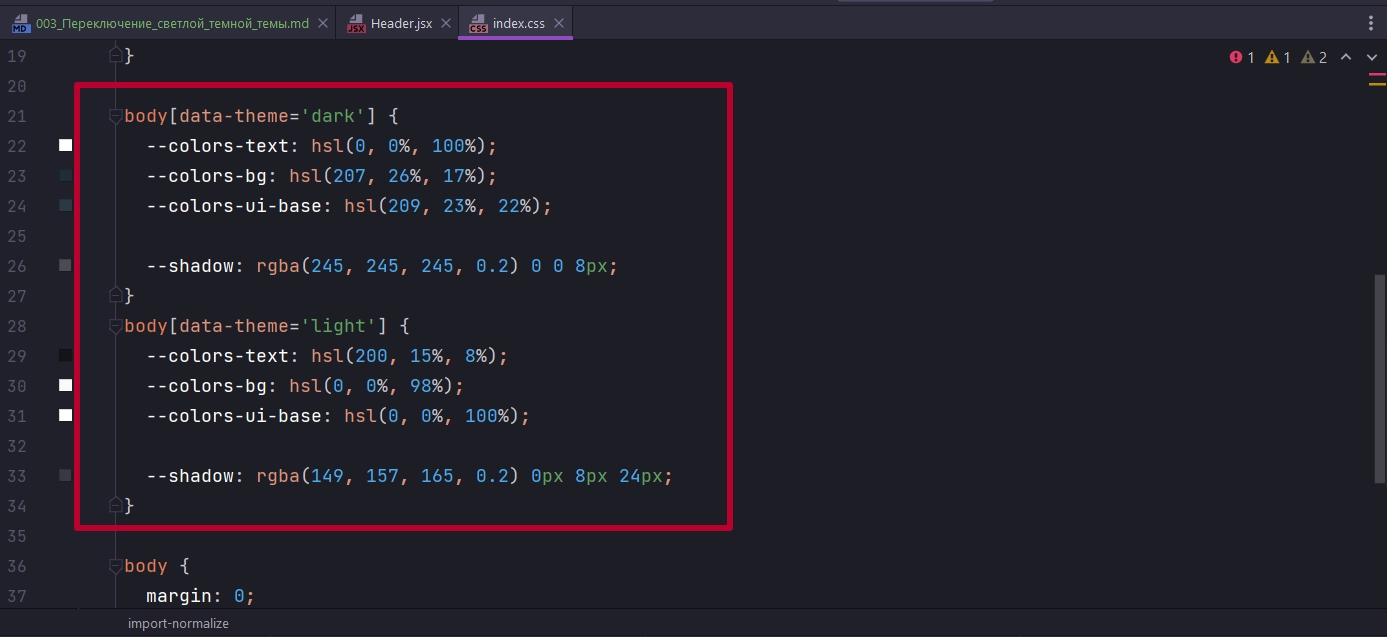 MD 003_Переключение_светлой_темной_темы.md
JSX Header.jsx
CSS index.css
19 }
1 1 2
20
21 body[data-theme='dark'] {
22 --colors-text: hsl(0, 0%, 100%);
23 --colors-bg: hsl(207, 26%, 17%);
24 --colors-ui-base: hsl(209, 23%, 22%);
25
26 --shadow: rgba(245, 245, 245, 0.2) 0 0 8px;
27 }
28 body[data-theme='light'] {
29 --colors-text: hsl(200, 15%, 8%);
30 --colors-bg: hsl(0, 0%, 98%);
31 --colors-ui-base: hsl(0, 0%, 100%);
32
33 --shadow: rgba(149, 157, 165, 0.2) 0px 8px 24px;
34 }
35
36 body {
37 margin: 0;
import-normalize